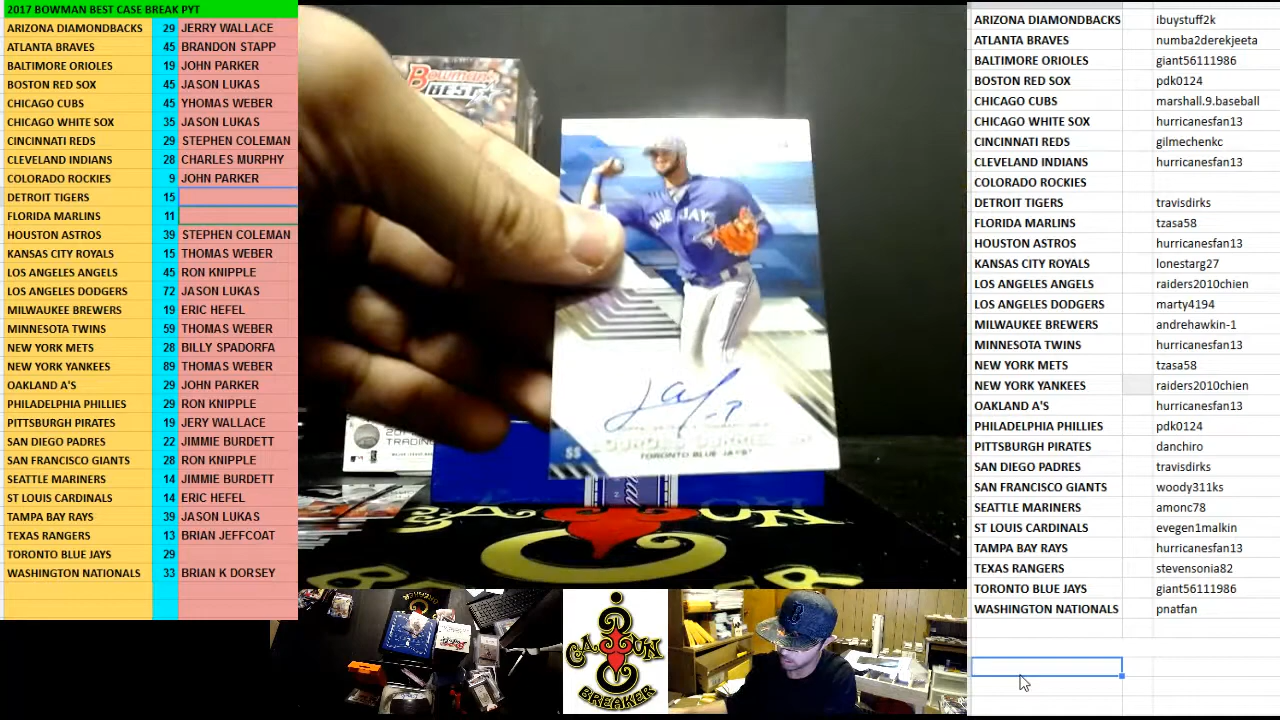 2017 BOWMAN BEST CASE BREAK PYT
ARIZONA DIAMONDBACKS 29 JERRY WALLACE
ATLANTA BRAVES 45 BRANDON STAPP
BALTIMORE ORIOLES 19 JOHN PARKER
BOSTON RED SOX 45 JASON LUKAS
CHICAGO CUBS 45 YHOMAS WEBER
CHICAGO WHITE SOX 35 JASON LUKAS
CINCINNATI REDS 29 STEPHEN COLEMAN
CLEVELAND INDIANS 28 CHARLES MURPHY
COLORADO ROCKIES 9 JOHN PARKER
DETROIT TIGERS 15
FLORIDA MARLINS 11
HOUSTON ASTROS 39 STEPHEN COLEMAN
KANSAS CITY ROYALS 15 THOMAS WEBER
LOS ANGELES ANGELS 45 RON KNIPPLE
LOS ANGELES DODGERS 72 JASON LUKAS
MILWAUKEE BREWERS 19 ERIC HEFEL
MINNESOTA TWINS 59 THOMAS WEBER
NEW YORK METS 28 BILLY SPADORFA
NEW YORK YANKEES 89 THOMAS WEBER
OAKLAND A'S 29 JOHN PARKER
PHILADELPHIA PHILLIES 29 RON KNIPPLE
PITTSBURGH PIRATES 19 JERY WALLACE
SAN DIEGO PADRES 22 JIMMIE BURDETT
SAN FRANCISCO GIANTS 28 RON KNIPPLE
SEATTLE MARINERS 14 JIMMIE BURDETT
ST LOUIS CARDINALS 14 ERIC HEFEL
TAMPA BAY RAYS 39 JASON LUKAS
TEXAS RANGERS 13 BRIAN JEFFCOAT
TORONTO BLUE JAYS 29
WASHINGTON NATIONALS 33 BRIAN K DORSEY
Bowman's
BEST
BLUE JAYS
SS
TORONTO BLUE JAYS
TRADING
CAJUN
BREAKER
ARIZONA DIAMONDBACKS ibuystuff2k
ATLANTA BRAVES numba2derekjeeta
BALTIMORE ORIOLES giant56111986
BOSTON RED SOX pdk0124
CHICAGO CUBS marshall.9.baseball
CHICAGO WHITE SOX hurricanesfan13
CINCINNATI REDS gilmechenkc
CLEVELAND INDIANS hurricanesfan13
COLORADO ROCKIES
DETROIT TIGERS travisdirks
FLORIDA MARLINS tzasa58
HOUSTON ASTROS hurricanesfan13
KANSAS CITY ROYALS lonestarg27
LOS ANGELES ANGELS raiders2010chien
LOS ANGELES DODGERS marty4194
MILWAUKEE BREWERS andrehawkin-1
MINNESOTA TWINS hurricanesfan13
NEW YORK METS tzasa58
NEW YORK YANKEES raiders2010chien
OAKLAND A'S hurricanesfan13
PHILADELPHIA PHILLIES pdk0124
PITTSBURGH PIRATES danchiro
SAN DIEGO PADRES travisdirks
SAN FRANCISCO GIANTS woody311ks
SEATTLE MARINERS amonc78
ST LOUIS CARDINALS evegen1malkin
TAMPA BAY RAYS hurricanesfan13
TEXAS RANGERS stevensonia82
TORONTO BLUE JAYS giant56111986
WASHINGTON NATIONALS pnatfan